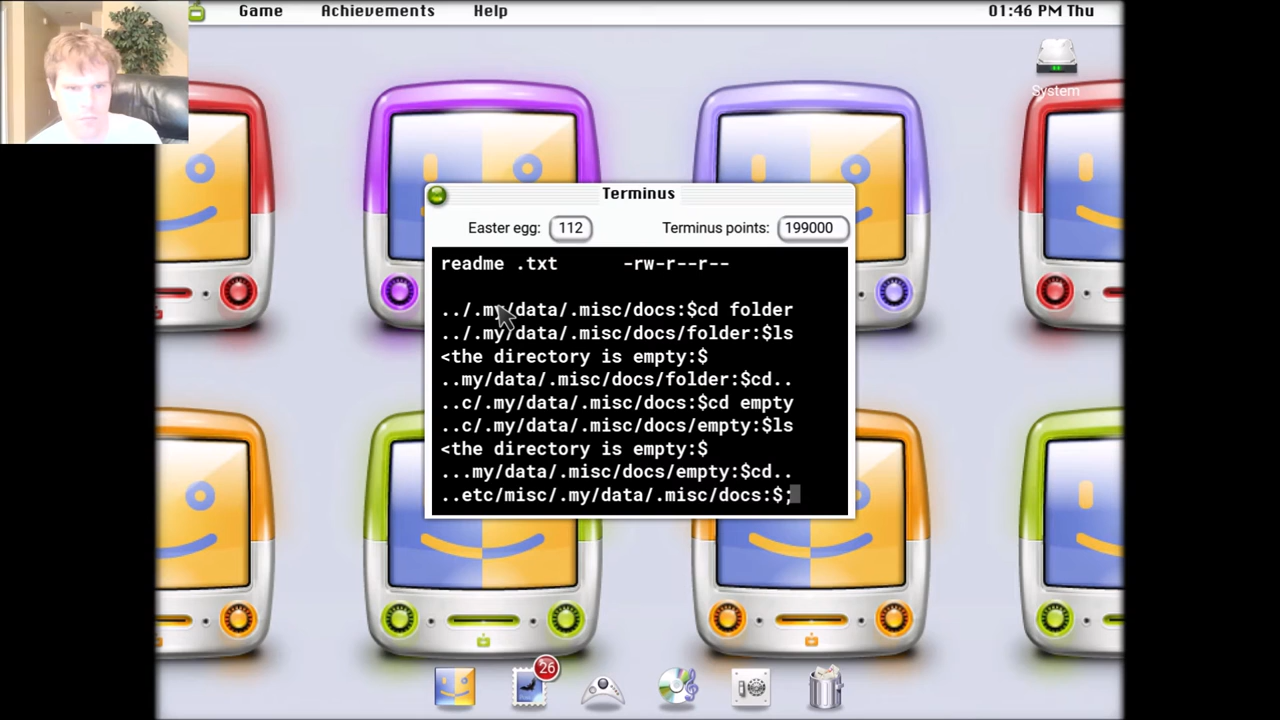 Game Achievements Help 01:46 PM Thu
System
Terminus
Easter egg: 112 Terminus points: 199000
readme .txt -rw-r--r--
../.my/data/.misc/docs:$cd folder
../.my/data/.misc/docs/folder:$ls
<the directory is empty:$
..my/data/.misc/docs/folder:$cd..
..c/.my/data/.misc/docs:$cd empty
..c/.my/data/.misc/docs/empty:$ls
<the directory is empty:$
...my/data/.misc/docs/empty:$cd..
..etc/misc/.my/data/.misc/docs:$;
26